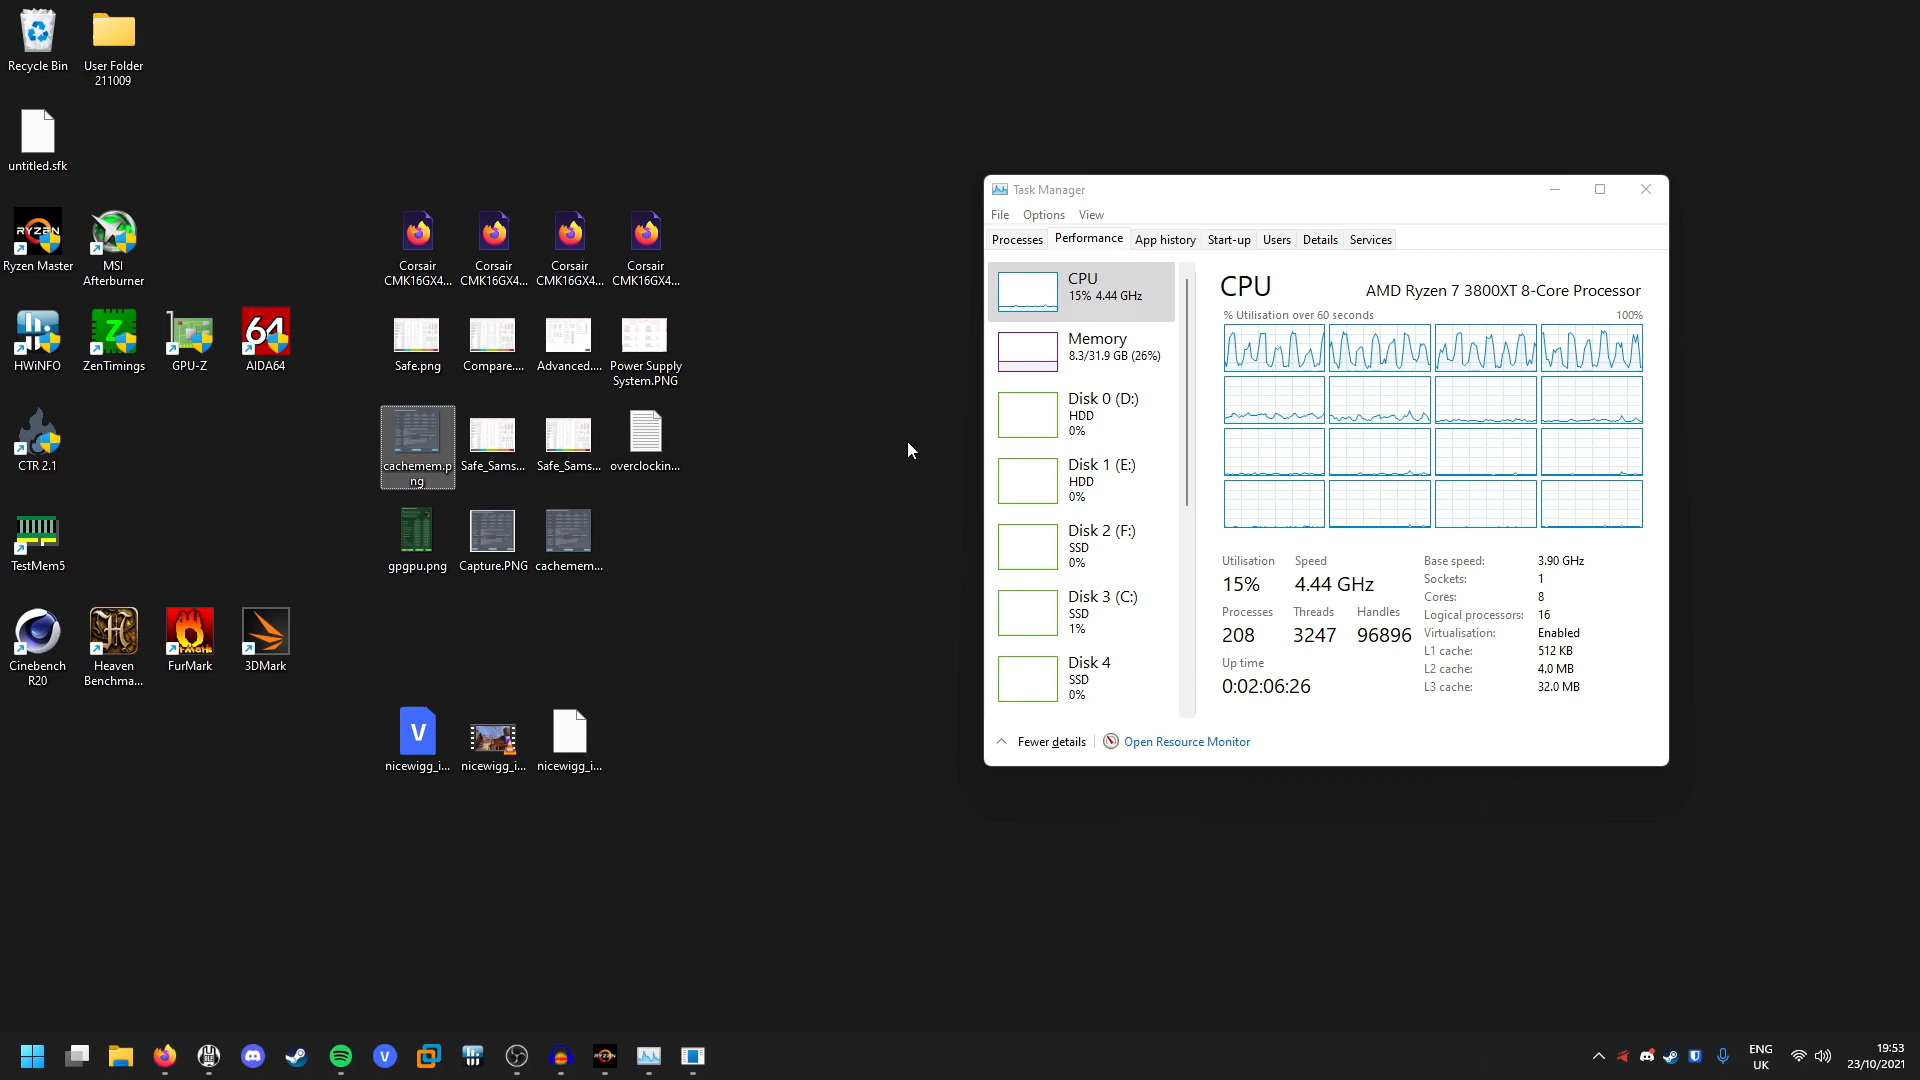 Recycle Bin
User Folder
211009
untitled.sfk
RYZEN
Ryzen Master
MSI
Afterburner
HWiNFO
Z
ZenTimings
GPU-Z
64
AIDA64
CTR 2.1
TestMem5
Cinebench
R20
Heaven
Benchma...
FurMark
3DMark
Corsair
CMK16GX4...
Corsair
CMK16GX4...
Corsair
CMK16GX4...
Corsair
CMK16GX4...
Safe.png
Compare....
Advanced....
Power Supply
System.PNG
cachemem.p
ng
Safe_Sams...
Safe_Sams...
overclockin...
gpgpu.png
Capture.PNG
cachemem...
V
nicewigg_i...
nicewigg_i...
nicewigg_i...
Task Manager
File Options View
Processes Performance App history Start-up Users Details Services
CPU
15% 4.44 GHz
Memory
8.3/31.9 GB (26%)
Disk 0 (D:)
HDD
0%
Disk 1 (E:)
HDD
0%
Disk 2 (F:)
SSD
0%
Disk 3 (C:)
SSD
1%
Disk 4
SSD
0%
CPU AMD Ryzen 7 3800XT 8-Core Processor
% Utilisation over 60 seconds 100%
Utilisation Speed
15% 4.44 GHz
Processes Threads Handles
208 3247 96896
Up time
0:02:06:26
Base speed: 3.90 GHz
Sockets: 1
Cores: 8
Logical processors: 16
Virtualisation: Enabled
L1 cache: 512 KB
L2 cache: 4.0 MB
L3 cache: 32.0 MB
Fewer details Open Resource Monitor
V
RYZEN
ENG
UK
19:53
23/10/2021